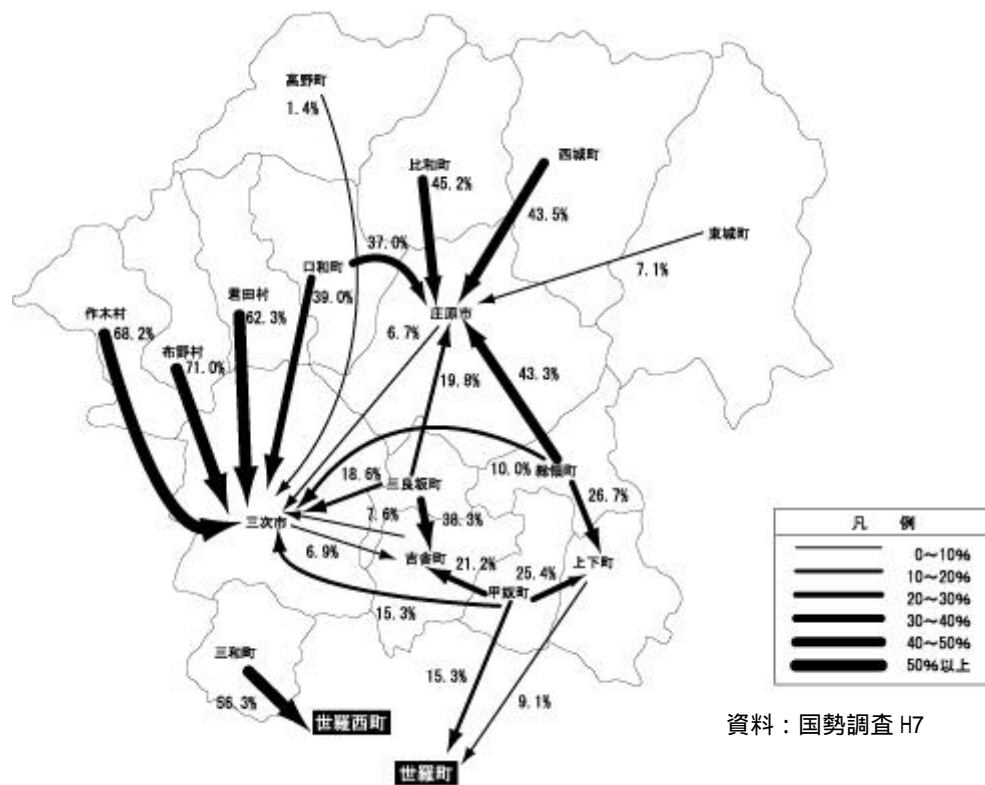 高野町
1.4%
比和町
45.2%
西城町
43.5%
東城町
7.1%
37.0%
口和町
39.0%
君田村
62.3%
作木村
68.2%
布野村
71.0%
庄原市
6.7%
19.8%
43.3%
10.0%
総領町
26.7%
18.6%
三良坂町
38.3%
7.6%
三次市
6.9%
吉舎町
21.2%
25.4%
上下町
甲奴町
15.3%
15.3%
9.1%
三和町
56.3%
世羅西町
世羅町
凡 例
0～10%
10～20%
20～30%
30～40%
40～50%
50%以上
資料：国勢調査 H7